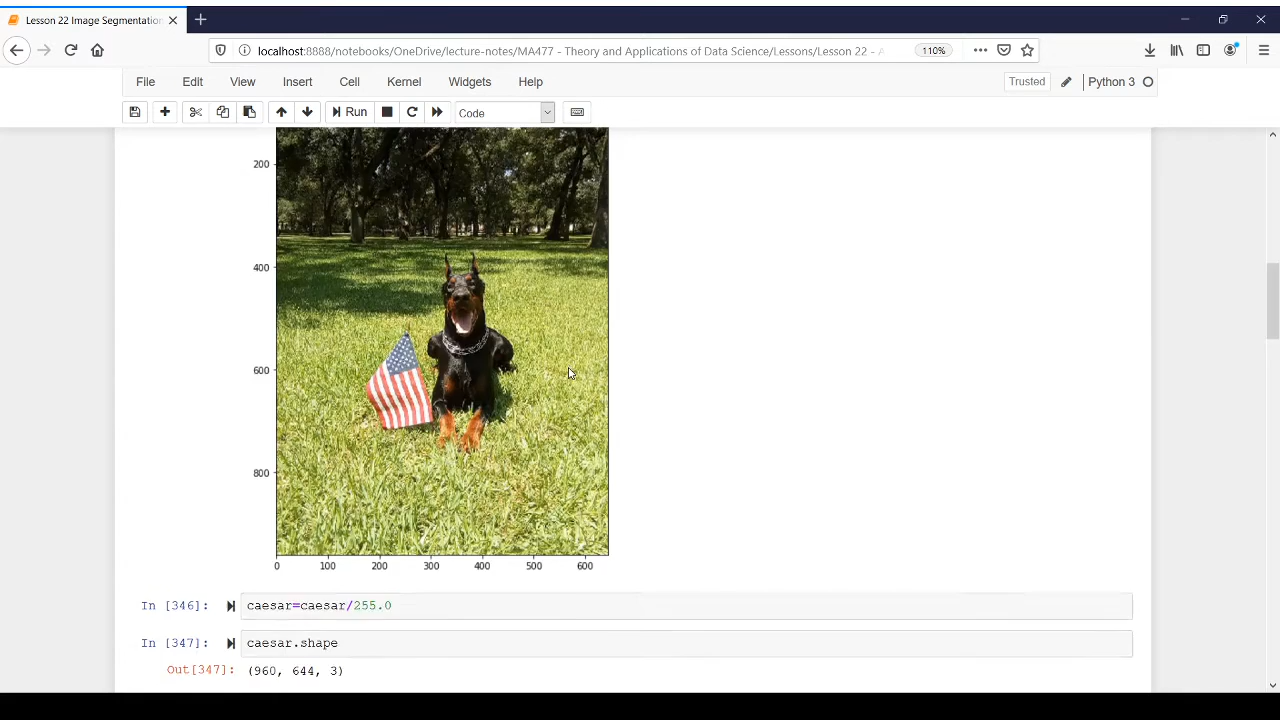 Lesson 22 Image Segmentation
localhost:8888/notebooks/OneDrive/lecture-notes/MA477 - Theory and Applications of Data Science/Lessons/Lesson 22 - 110%
File Edit View Insert Cell Kernel Widgets Help Trusted Python 3
Run Code
200
400
600
800
0 100 200 300 400 500 600
In [346]: caesar=caesar/255.0
In [347]: caesar.shape
Out[347]: (960, 644, 3)